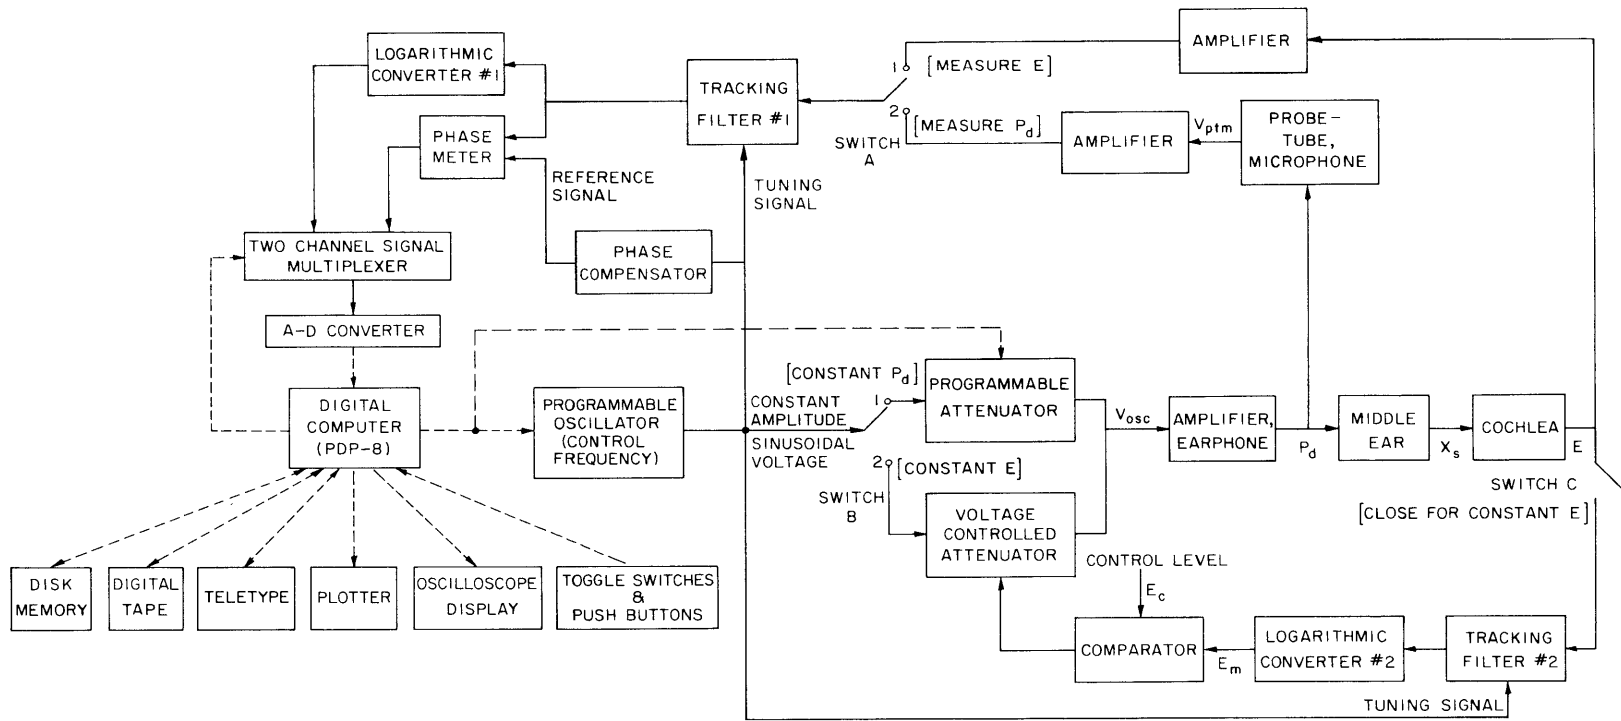 LOGARITHMIC
CONVERTER #1
TRACKING
FILTER #1
1
[MEASURE E]
AMPLIFIER
2
[MEASURE Pd]
SWITCH
A
AMPLIFIER
Vptm
PROBE-
TUBE,
MICROPHONE
PHASE
METER
REFERENCE
SIGNAL
TUNING
SIGNAL
TWO CHANNEL SIGNAL
MULTIPLEXER
PHASE
COMPENSATOR
A-D CONVERTER
DIGITAL
COMPUTER
(PDP-8)
PROGRAMMABLE
OSCILLATOR
(CONTROL
FREQUENCY)
CONSTANT
AMPLITUDE
SINUSOIDAL
VOLTAGE
[CONSTANT Pd]
1
PROGRAMMABLE
ATTENUATOR
2
[CONSTANT E]
SWITCH
B
VOLTAGE
CONTROLLED
ATTENUATOR
Vosc
AMPLIFIER,
EARPHONE
Pd
MIDDLE
EAR
Xs
COCHLEA
E
SWITCH C
[CLOSE FOR CONSTANT E]
CONTROL LEVEL
Ec
COMPARATOR
Em
LOGARITHMIC
CONVERTER #2
TRACKING
FILTER #2
TUNING SIGNAL
DISK
MEMORY
DIGITAL
TAPE
TELETYPE
PLOTTER
OSCILLOSCOPE
DISPLAY
TOGGLE SWITCHES
&
PUSH BUTTONS